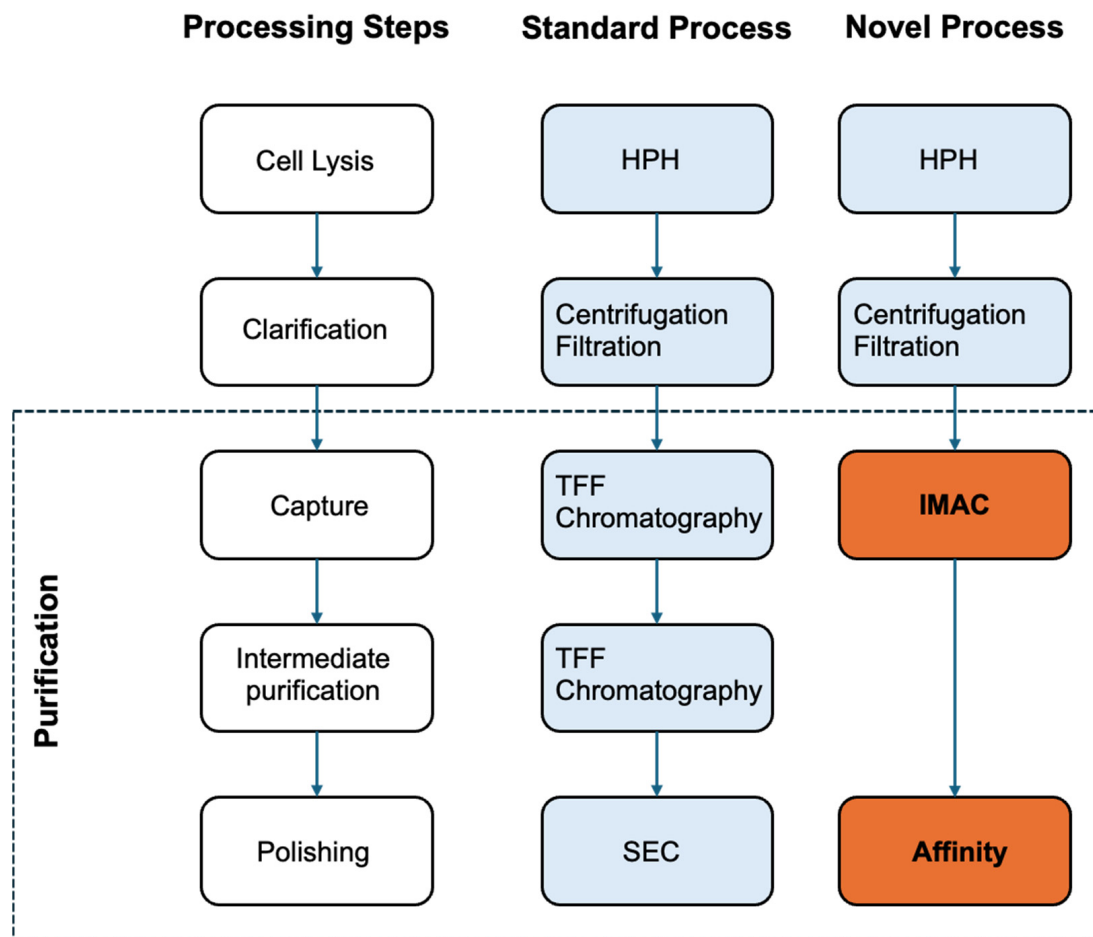 Processing Steps
Standard Process
Novel Process
Cell Lysis
HPH
HPH
Clarification
Centrifugation
Filtration
Centrifugation
Filtration
Purification
Capture
TFF
Chromatography
IMAC
Intermediate
purification
TFF
Chromatography
Polishing
SEC
Affinity